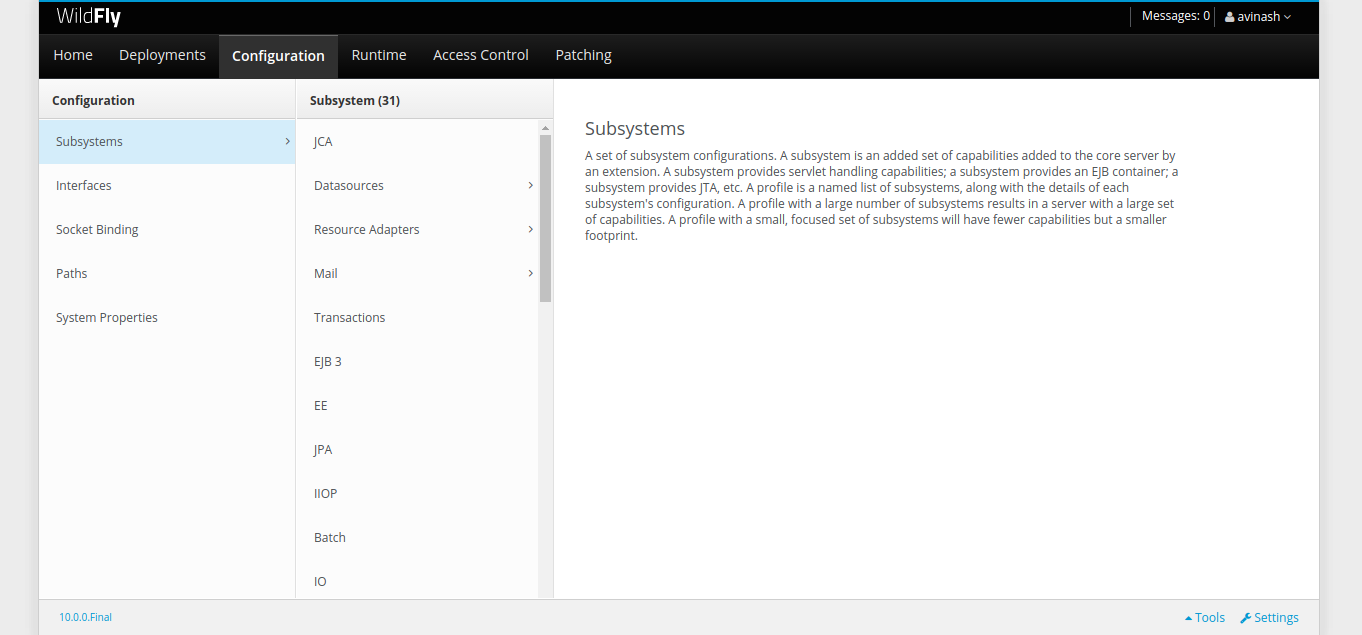 WildFly
Messages: 0
avinash
Home Deployments Configuration Runtime Access Control Patching
Configuration
Subsystems
Interfaces
Socket Binding
Paths
System Properties
Subsystem (31)
JCA
Datasources
Resource Adapters
Mail
Transactions
EJB 3
EE
JPA
IIOP
Batch
IO
Subsystems
A set of subsystem configurations. A subsystem is an added set of capabilities added to the core server by
an extension. A subsystem provides servlet handling capabilities; a subsystem provides an EJB container; a
subsystem provides JTA, etc. A profile is a named list of subsystems, along with the details of each
subsystem's configuration. A profile with a large number of subsystems results in a server with a large set
of capabilities. A profile with a small, focused set of subsystems will have fewer capabilities but a smaller
footprint.
10.0.0.Final
Tools
Settings